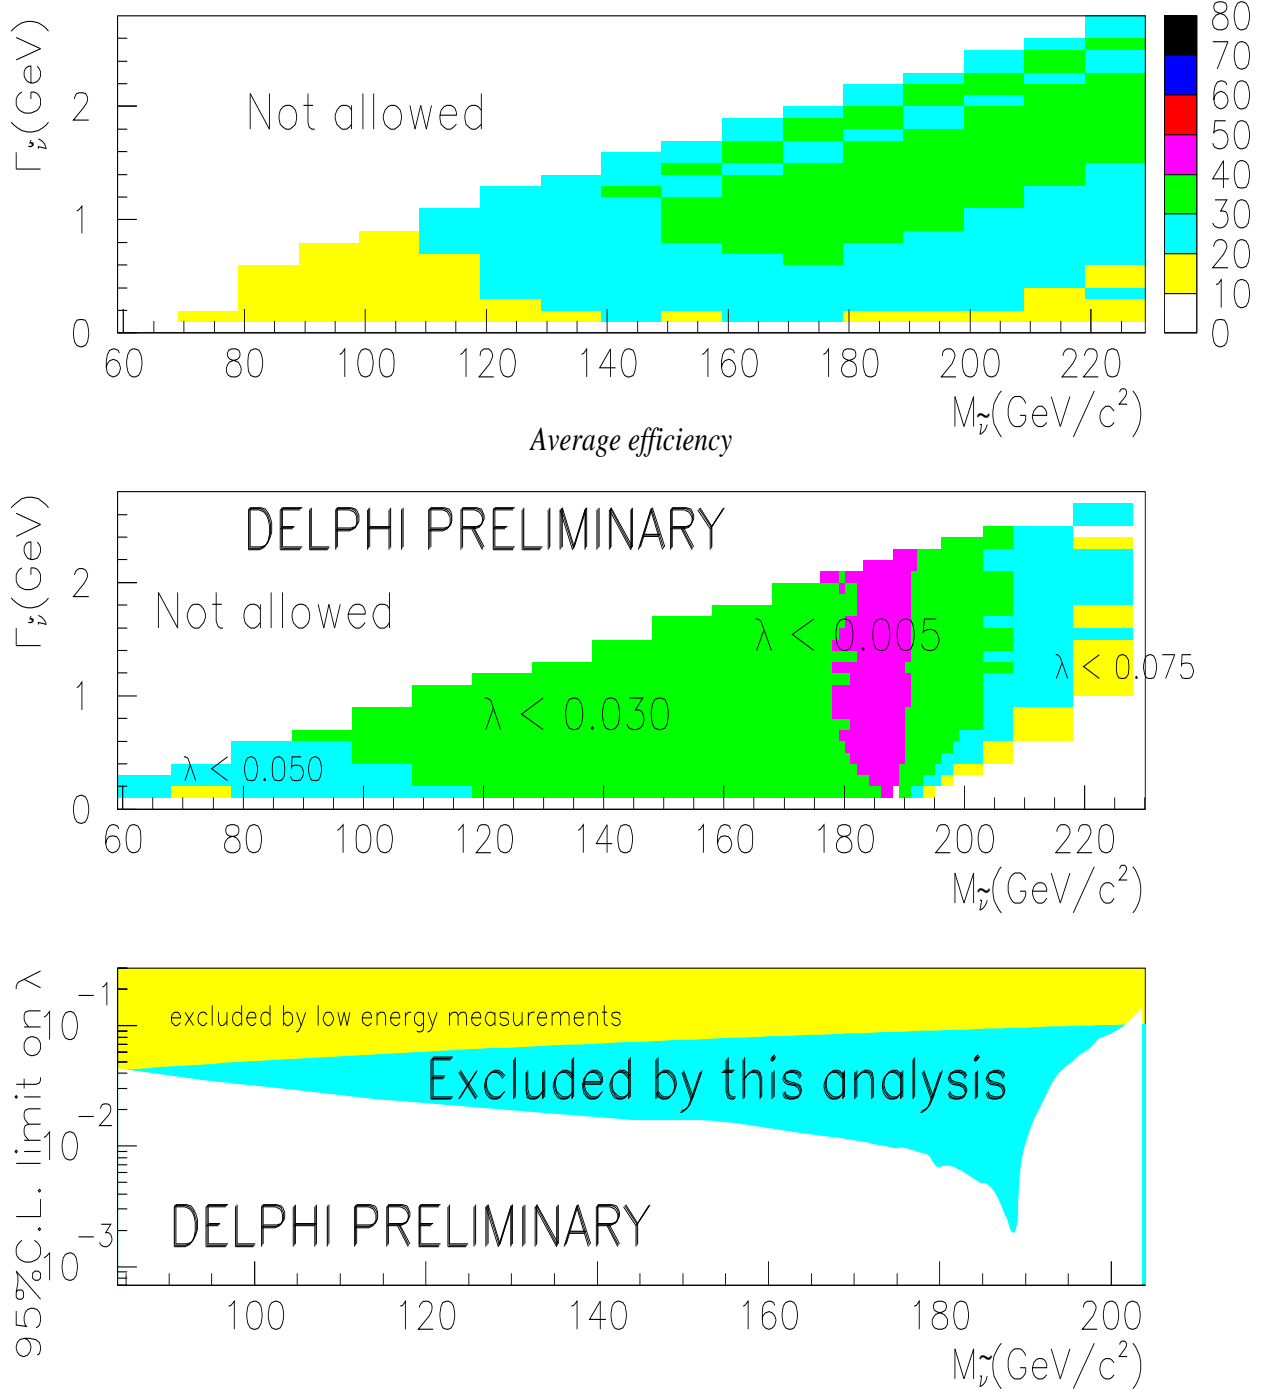 Γν̃(GeV)
80
70
60
50
40
30
20
10
0
2
1
0
Not allowed
60 80 100 120 140 160 180 200 220
Mν̃(GeV/c²)
Average efficiency
Γν̃(GeV)
DELPHI PRELIMINARY
2
Not allowed
λ < 0.005
λ < 0.075
1
λ < 0.030
λ < 0.050
0
60 80 100 120 140 160 180 200 220
Mν̃(GeV/c²)
95%C.L. limit on λ
10⁻¹
excluded by low energy measurements
Excluded by this analysis
10⁻²
DELPHI PRELIMINARY
10⁻³
100 120 140 160 180 200
Mν̃(GeV/c²)